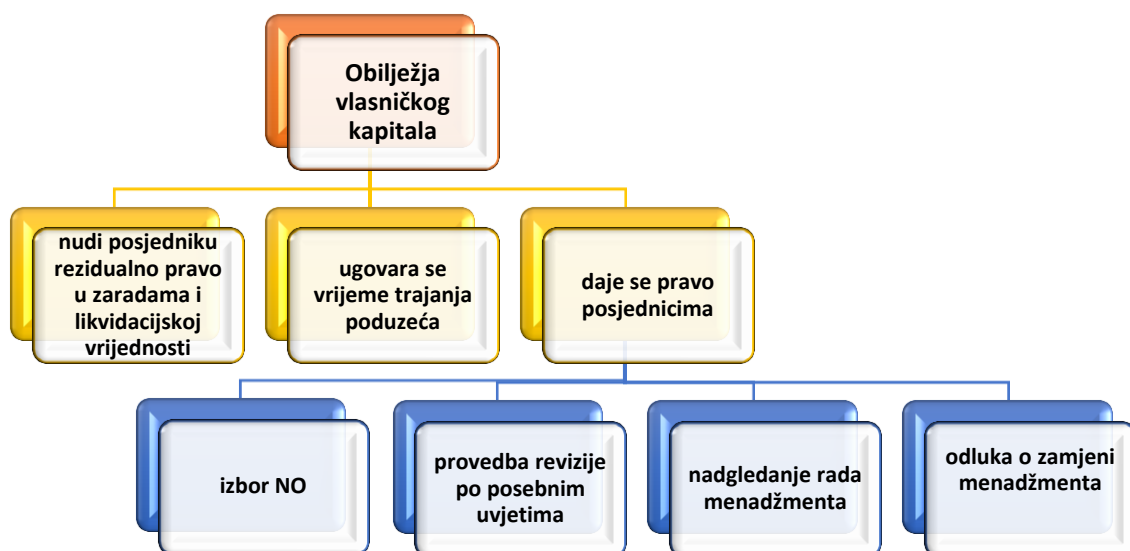 Obilježja
vlasničkog
kapitala
nudi posjedniku
rezidualno pravo
u zaradama i
likvidacijskoj
vrijednosti
ugovara se
vrijeme trajanja
poduzeća
daje se pravo
posjednicima
izbor NO
provedba revizije
po posebnim
uvjetima
nadgledanje rada
menadžmenta
odluka o zamjeni
menadžmenta